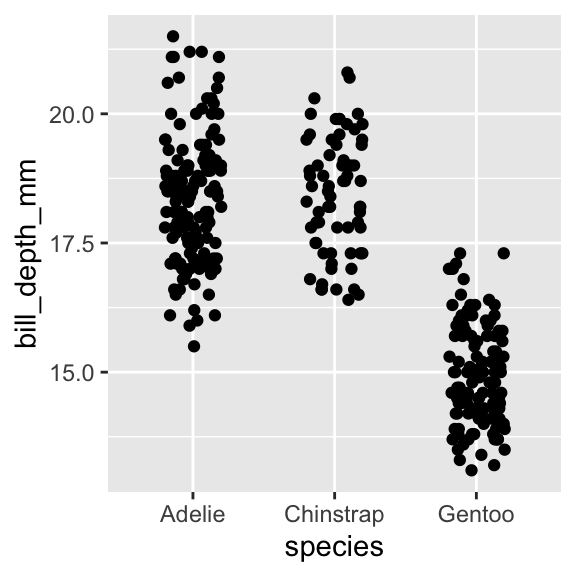 bill_depth_mm
20.0
17.5
15.0
Adelie Chinstrap Gentoo
species